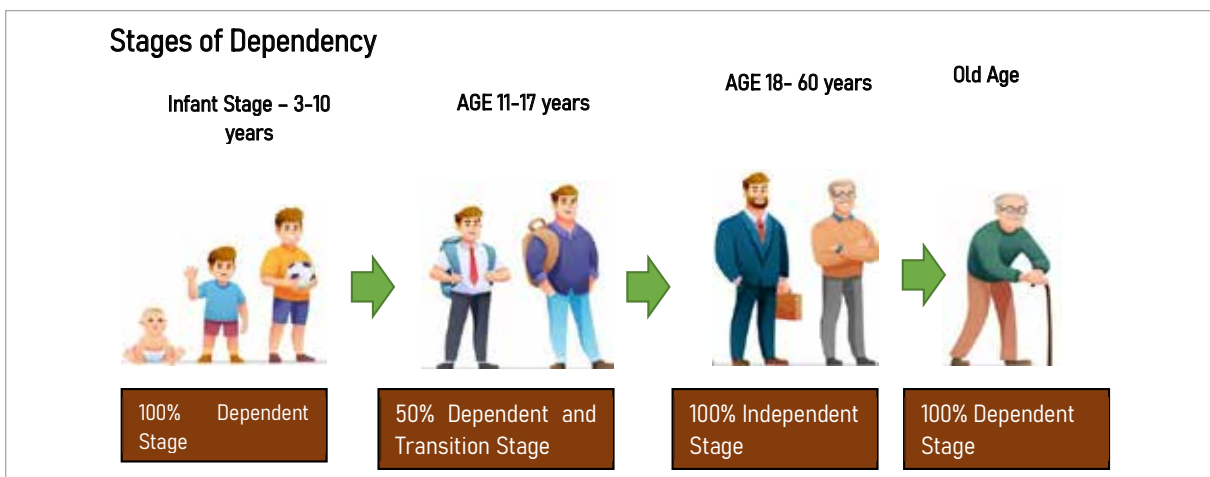 Stages of Dependency
Infant Stage – 3-10
years
AGE 11-17 years
AGE 18- 60 years
Old Age
100% Dependent
Stage
50% Dependent and
Transition Stage
100% Independent
Stage
100% Dependent
Stage